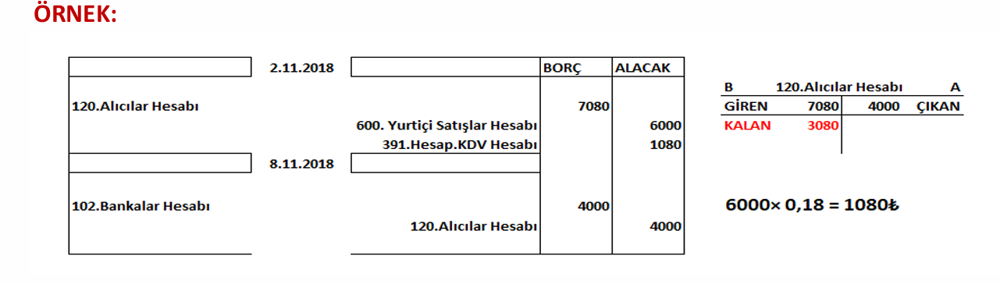 ÖRNEK:
2.11.2018 BORÇ ALACAK
120.Alıcılar Hesabı 7080
600. Yurtiçi Satışlar Hesabı 6000
391.Hesap.KDV Hesabı 1080
8.11.2018
102.Bankalar Hesabı 4000
120.Alıcılar Hesabı 4000
B 120.Alıcılar Hesabı A
GİREN 7080 4000 ÇIKAN
KALAN 3080
6000× 0,18 = 1080₺